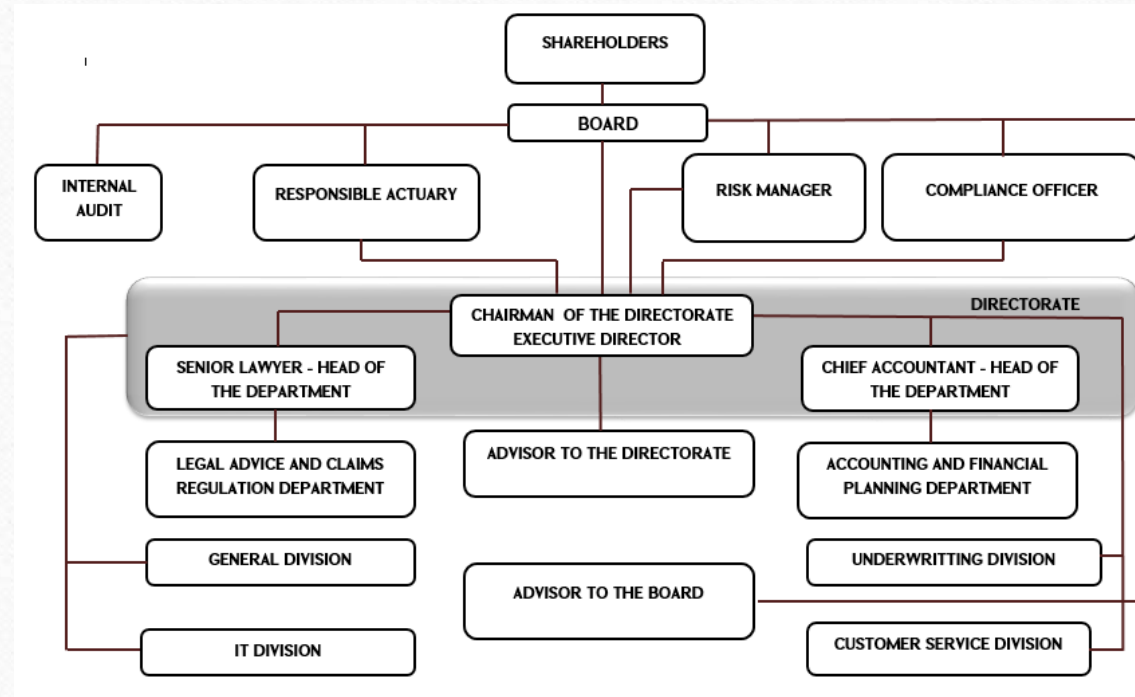 SHAREHOLDERS
BOARD
INTERNAL
AUDIT
RESPONSIBLE ACTUARY
RISK MANAGER
COMPLIANCE OFFICER
DIRECTORATE
CHAIRMAN OF THE DIRECTORATE
EXECUTIVE DIRECTOR
SENIOR LAWYER - HEAD OF
THE DEPARTMENT
CHIEF ACCOUNTANT - HEAD OF
THE DEPARTMENT
LEGAL ADVICE AND CLAIMS
REGULATION DEPARTMENT
ADVISOR TO THE DIRECTORATE
ACCOUNTING AND FINANCIAL
PLANNING DEPARTMENT
GENERAL DIVISION
UNDERWRITTING DIVISION
ADVISOR TO THE BOARD
IT DIVISION
CUSTOMER SERVICE DIVISION